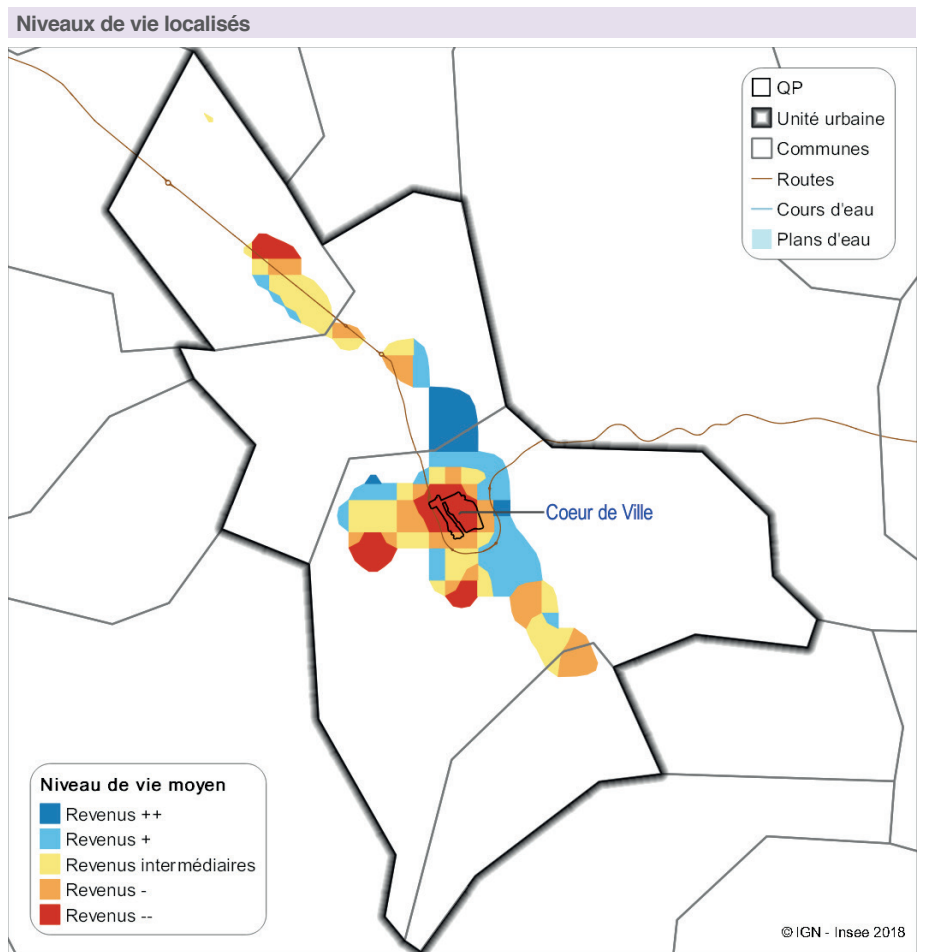 Niveaux de vie localisés
QP
Unité urbaine
Communes
Routes
Cours d'eau
Plans d'eau
Coeur de Ville
Niveau de vie moyen
Revenus ++
Revenus +
Revenus intermédiaires
Revenus -
Revenus --
© IGN - Insee 2018